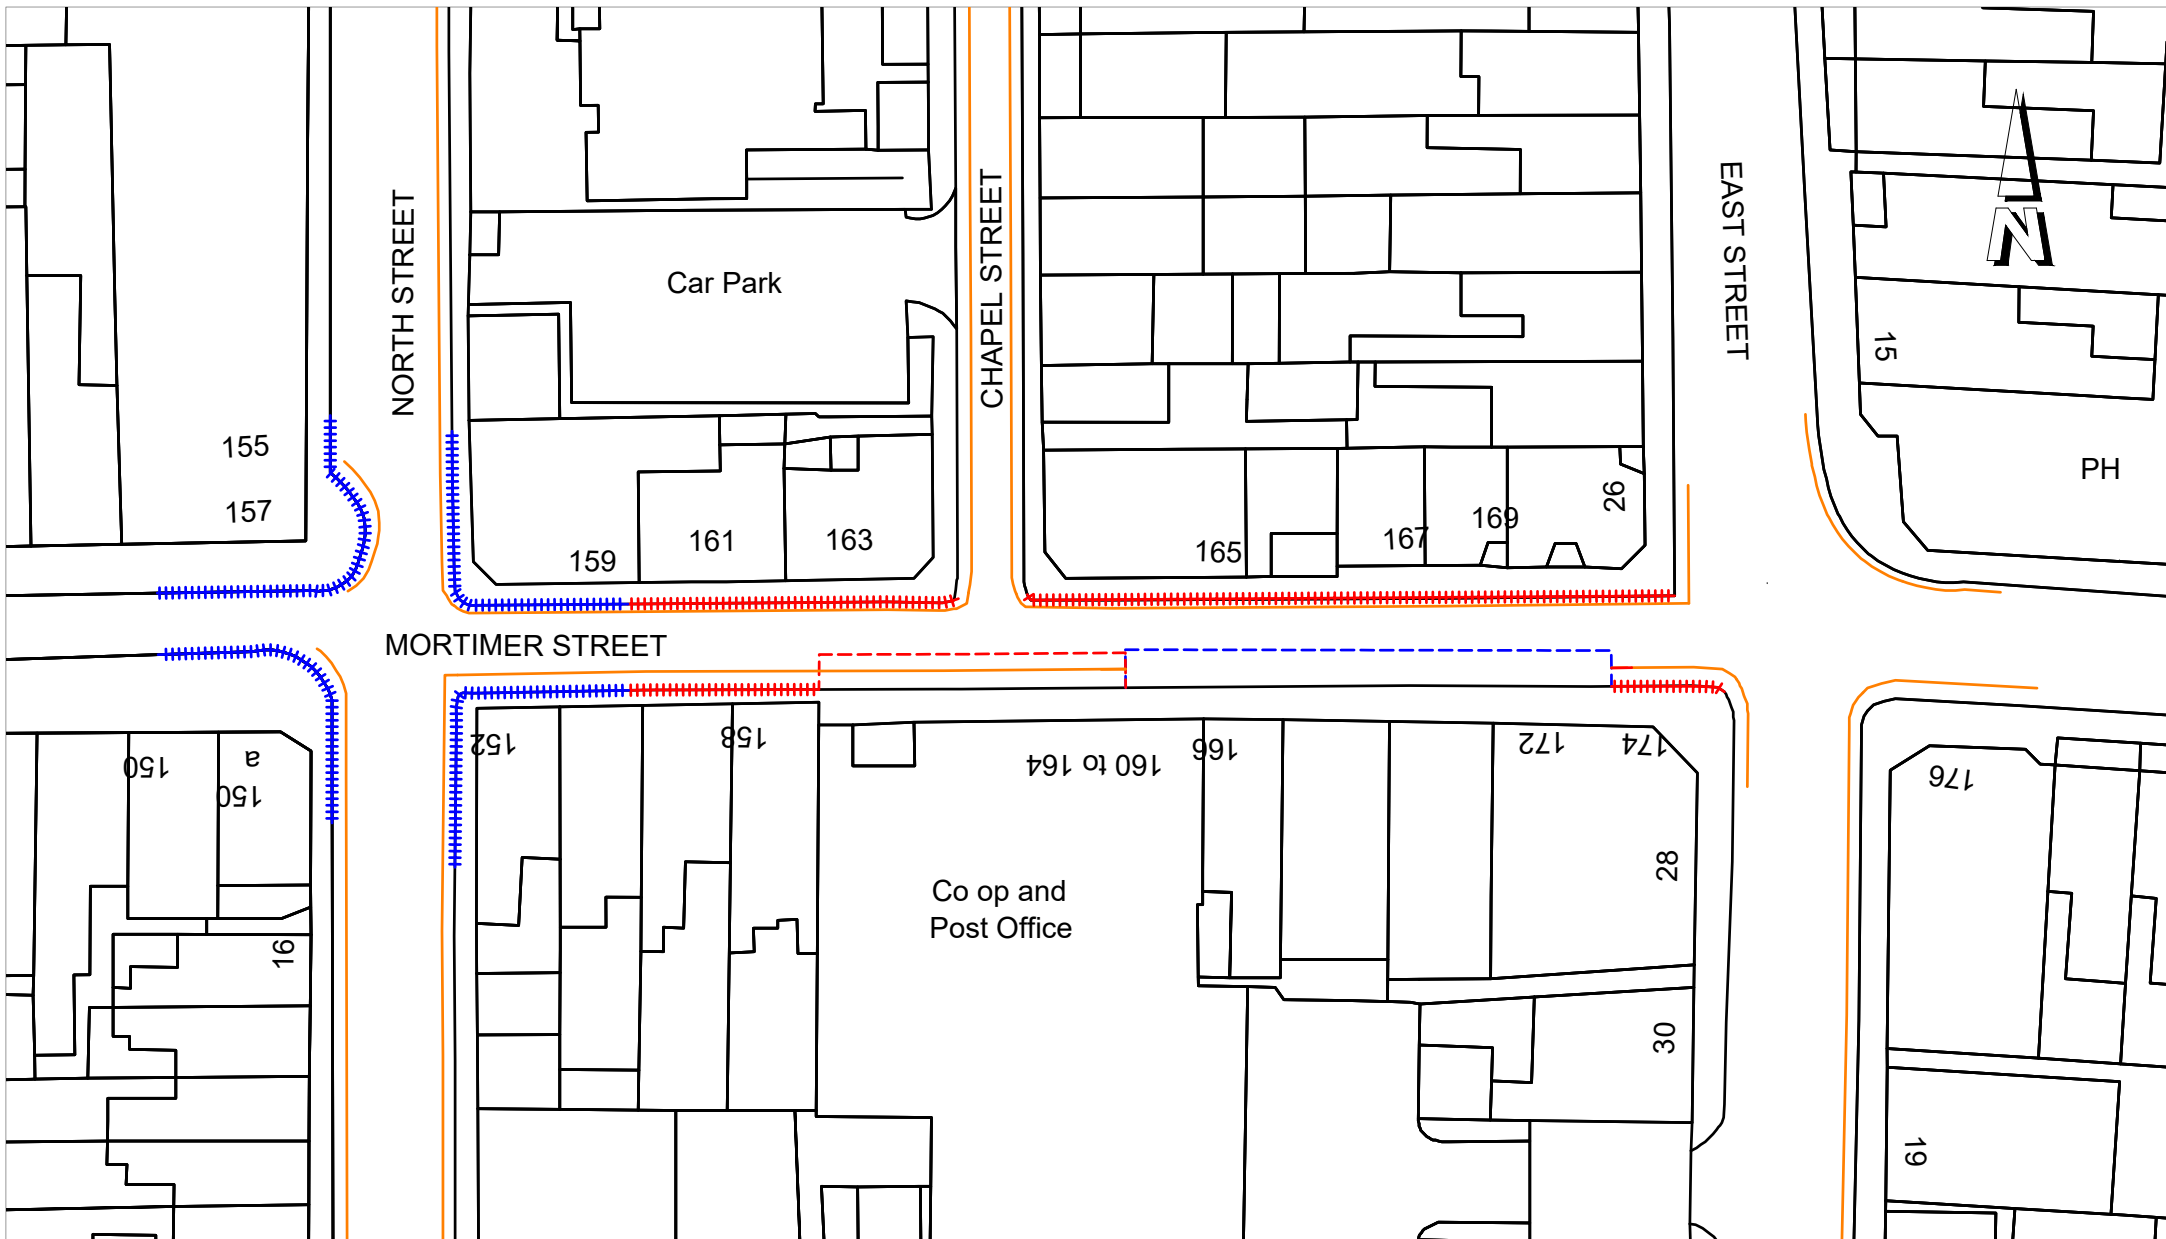 N
NORTH STREET
CHAPEL STREET
EAST STREET
Car Park
15
155
157
159
161
163
165
167
169
26
PH
MORTIMER STREET
150
a
150
152
158
160 to 164
166
172
174
176
16
Co op and
Post Office
28
30
19